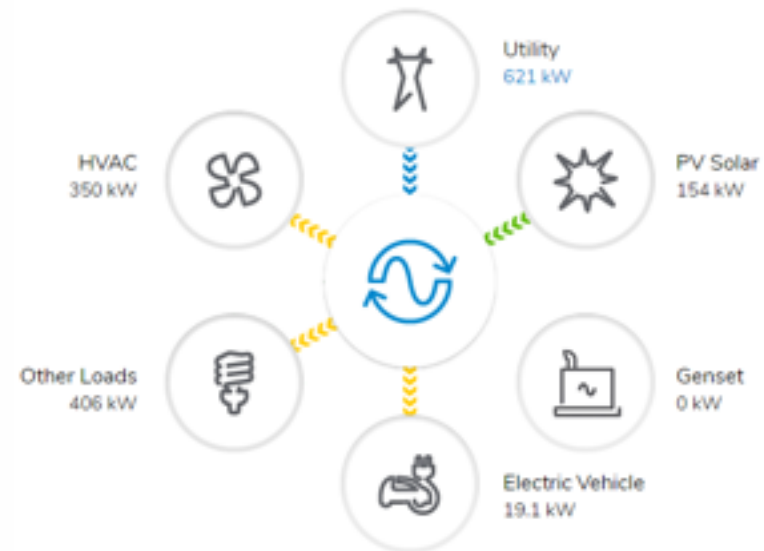 Utility
621 kW
HVAC
350 kW
PV Solar
154 kW
Other Loads
406 kW
Genset
0 kW
Electric Vehicle
19.1 kW